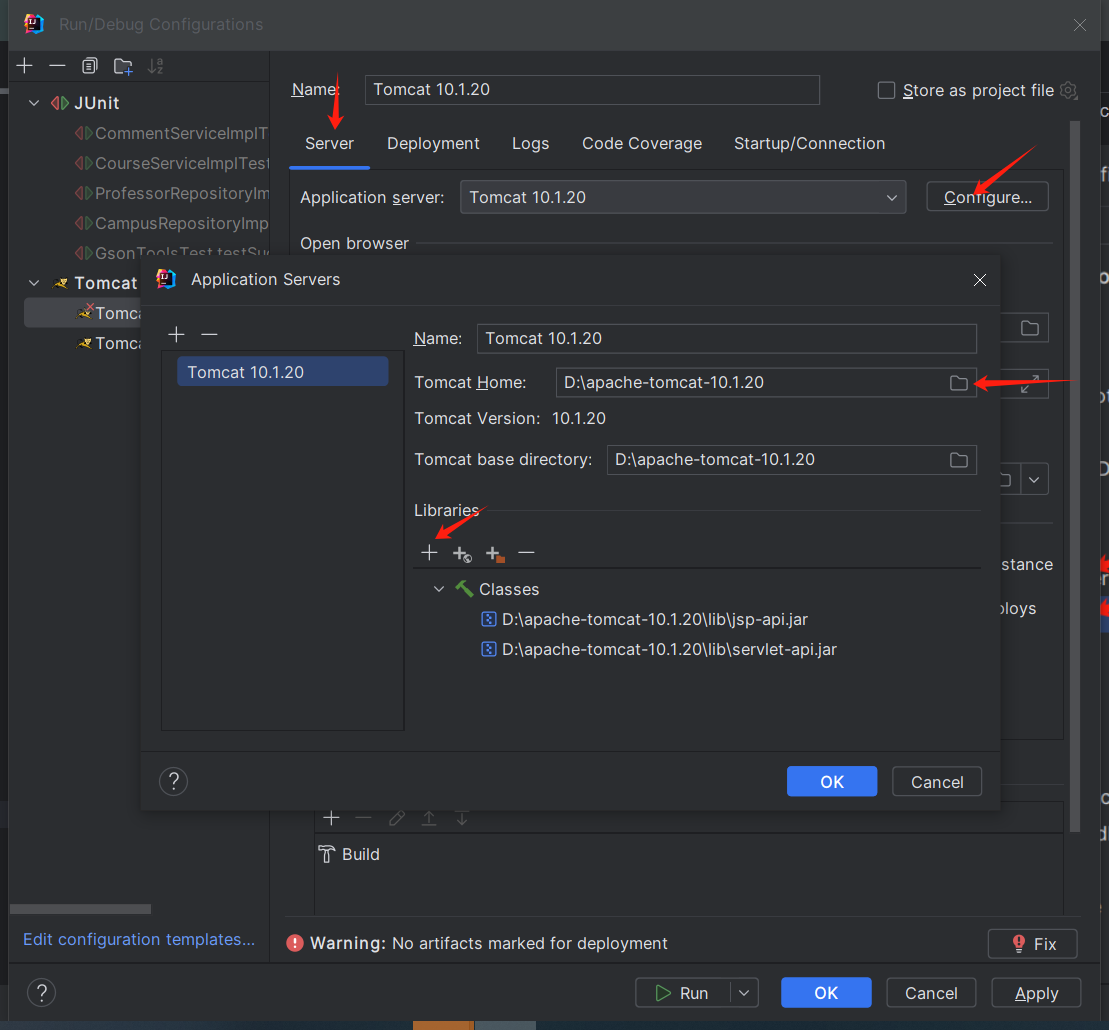 Run/Debug Configurations
Name:
Tomcat 10.1.20
Store as project file
JUnit
CommentServiceImplT
CourseServiceImplTest
ProfessorRepositoryIm
CampusRepositoryImp
GsonToolsTest.testSu
Tomcat
Tomca
Tomca
Server
Deployment
Logs
Code Coverage
Startup/Connection
Application server:
Tomcat 10.1.20
Configure...
Open browser
Application Servers
Tomcat 10.1.20
Name:
Tomcat 10.1.20
Tomcat Home:
D:\apache-tomcat-10.1.20
Tomcat Version: 10.1.20
Tomcat base directory:
D:\apache-tomcat-10.1.20
Libraries
Classes
D:\apache-tomcat-10.1.20\lib\jsp-api.jar
D:\apache-tomcat-10.1.20\lib\servlet-api.jar
stance
ploys
?
OK
Cancel
Build
Edit configuration templates...
Warning: No artifacts marked for deployment
Fix
?
Run
OK
Cancel
Apply